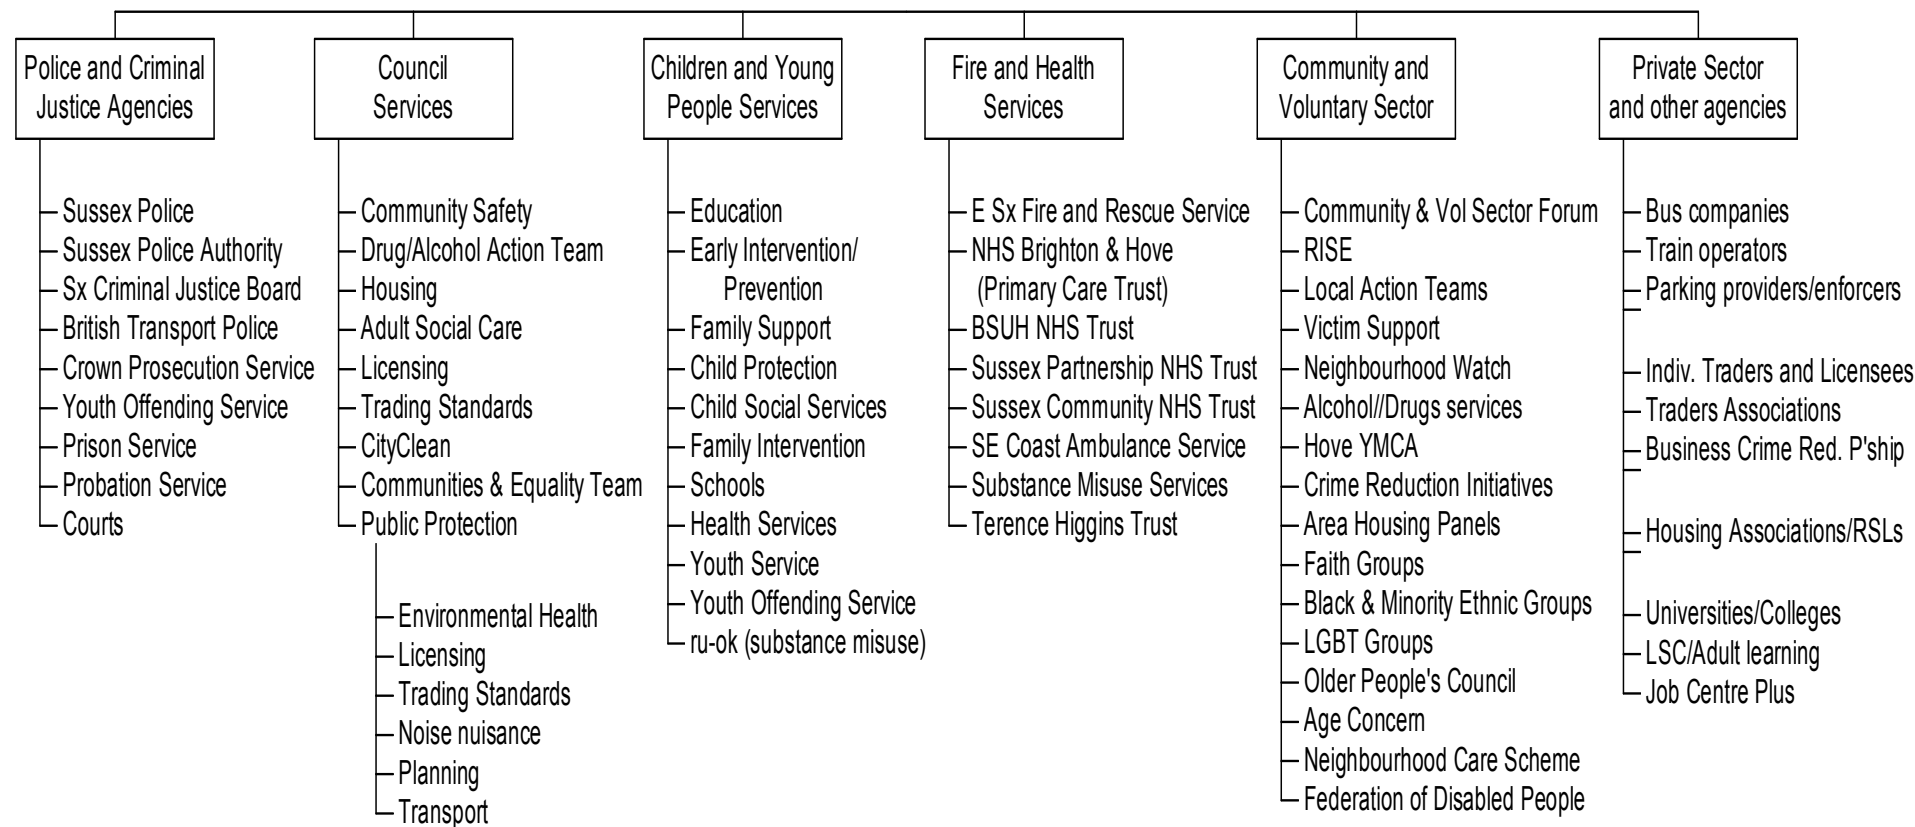 Police and Criminal
Justice Agencies
Sussex Police
Sussex Police Authority
Sx Criminal Justice Board
British Transport Police
Crown Prosecution Service
Youth Offending Service
Prison Service
Probation Service
Courts
Council
Services
Community Safety
Drug/Alcohol Action Team
Housing
Adult Social Care
Licensing
Trading Standards
CityClean
Communities & Equality Team
Public Protection
Environmental Health
Licensing
Trading Standards
Noise nuisance
Planning
Transport
Children and Young
People Services
Education
Early Intervention/
Prevention
Family Support
Child Protection
Child Social Services
Family Intervention
Schools
Health Services
Youth Service
Youth Offending Service
ru-ok (substance misuse)
Fire and Health
Services
E Sx Fire and Rescue Service
NHS Brighton & Hove
(Primary Care Trust)
BSUH NHS Trust
Sussex Partnership NHS Trust
Sussex Community NHS Trust
SE Coast Ambulance Service
Substance Misuse Services
Terence Higgins Trust
Community and
Voluntary Sector
Community & Vol Sector Forum
RISE
Local Action Teams
Victim Support
Neighbourhood Watch
Alcohol//Drugs services
Hove YMCA
Crime Reduction Initiatives
Area Housing Panels
Faith Groups
Black & Minority Ethnic Groups
LGBT Groups
Older People's Council
Age Concern
Neighbourhood Care Scheme
Federation of Disabled People
Private Sector
and other agencies
Bus companies
Train operators
Parking providers/enforcers
Indiv. Traders and Licensees
Traders Associations
Business Crime Red. P'ship
Housing Associations/RSLs
Universities/Colleges
LSC/Adult learning
Job Centre Plus